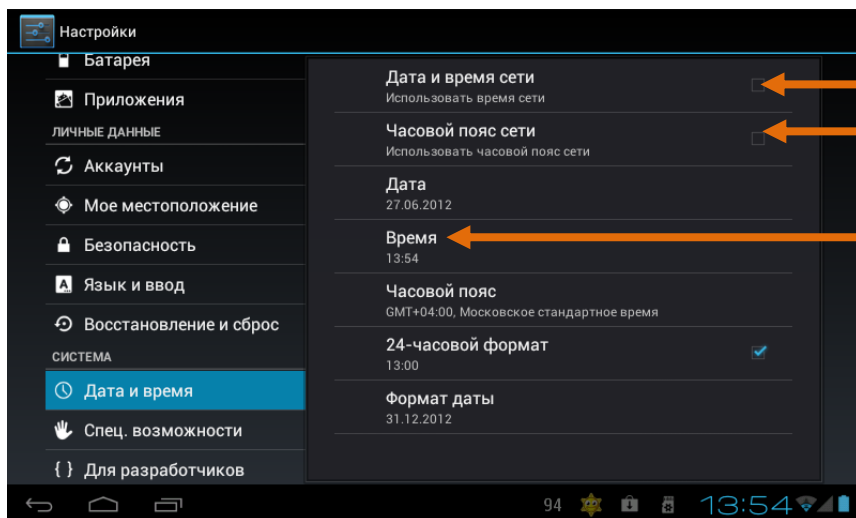 Настройки
Батарея
Приложения
ЛИЧНЫЕ ДАННЫЕ
Аккаунты
Мое местоположение
Безопасность
Язык и ввод
Восстановление и сброс
СИСТЕМА
Дата и время
Спец. возможности
{ } Для разработчиков
Дата и время сети
Использовать время сети
Часовой пояс сети
Использовать часовой пояс сети
Дата
27.06.2012
Время
13:54
Часовой пояс
GMT+04:00, Московское стандартное время
24-часовой формат
13:00
Формат даты
31.12.2012
94
13:54